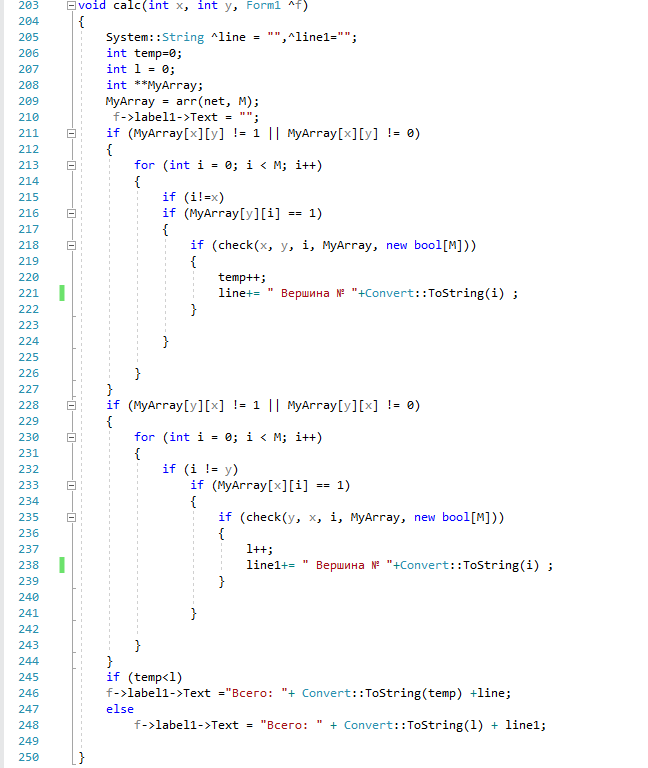 203 void calc(int x, int y, Form1 ^f)
204 {
205 System::String ^line = "",^line1="";
206 int temp=0;
207 int l = 0;
208 int **MyArray;
209 MyArray = arr(net, M);
210 f->label1->Text = "";
211 if (MyArray[x][y] != 1 || MyArray[x][y] != 0)
212 {
213 for (int i = 0; i < M; i++)
214 {
215 if (i!=x)
216 if (MyArray[y][i] == 1)
217 {
218 if (check(x, y, i, MyArray, new bool[M]))
219 {
220 temp++;
221 line+= " Вершина № "+Convert::ToString(i) ;
222 }
223
224 }
225
226 }
227 }
228 if (MyArray[y][x] != 1 || MyArray[y][x] != 0)
229 {
230 for (int i = 0; i < M; i++)
231 {
232 if (i != y)
233 if (MyArray[x][i] == 1)
234 {
235 if (check(y, x, i, MyArray, new bool[M]))
236 {
237 l++;
238 line1+= " Вершина № "+Convert::ToString(i) ;
239 }
240
241 }
242
243 }
244 }
245 if (temp<l)
246 f->label1->Text ="Всего: "+ Convert::ToString(temp) +line;
247 else
248 f->label1->Text = "Всего: " + Convert::ToString(l) + line1;
249
250 }